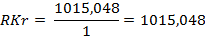 RKr = 1015,048 / 1 = 1015,048